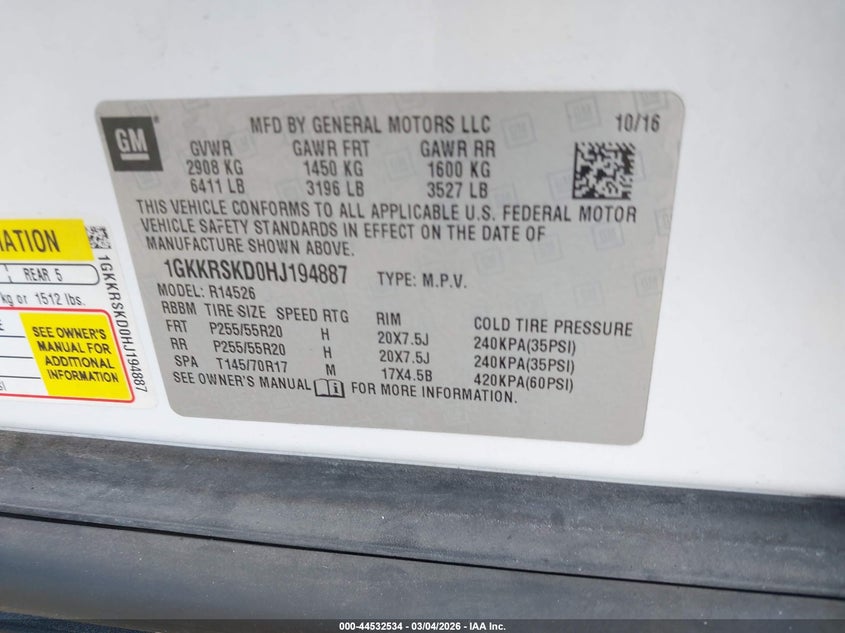 GM
MFD BY GENERAL MOTORS LLC 10/16
GVWR GAWR FRT GAWR RR
2908 KG 1450 KG 1600 KG
6411 LB 3196 LB 3527 LB
THIS VEHICLE CONFORMS TO ALL APPLICABLE U.S. FEDERAL MOTOR
VEHICLE SAFETY STANDARDS IN EFFECT ON THE DATE OF
MANUFACTURE SHOWN ABOVE.
1GKKRSKD0HJ194887 TYPE: M.P.V.
MODEL: R14526
RBBM TIRE SIZE SPEED RTG RIM COLD TIRE PRESSURE
FRT P255/55R20 H 20X7.5J 240KPA(35PSI)
RR P255/55R20 H 20X7.5J 240KPA(35PSI)
SPA T145/70R17 M 17X4.5B 420KPA(60PSI)
SEE OWNER'S MANUAL FOR MORE INFORMATION.
REAR 5
kg or 1512 lbs.
SEE OWNER'S
MANUAL FOR
ADDITIONAL
INFORMATION
1GKKRSKD0HJ194887
000-44532534 | 03/04/2026 - IAA Inc.